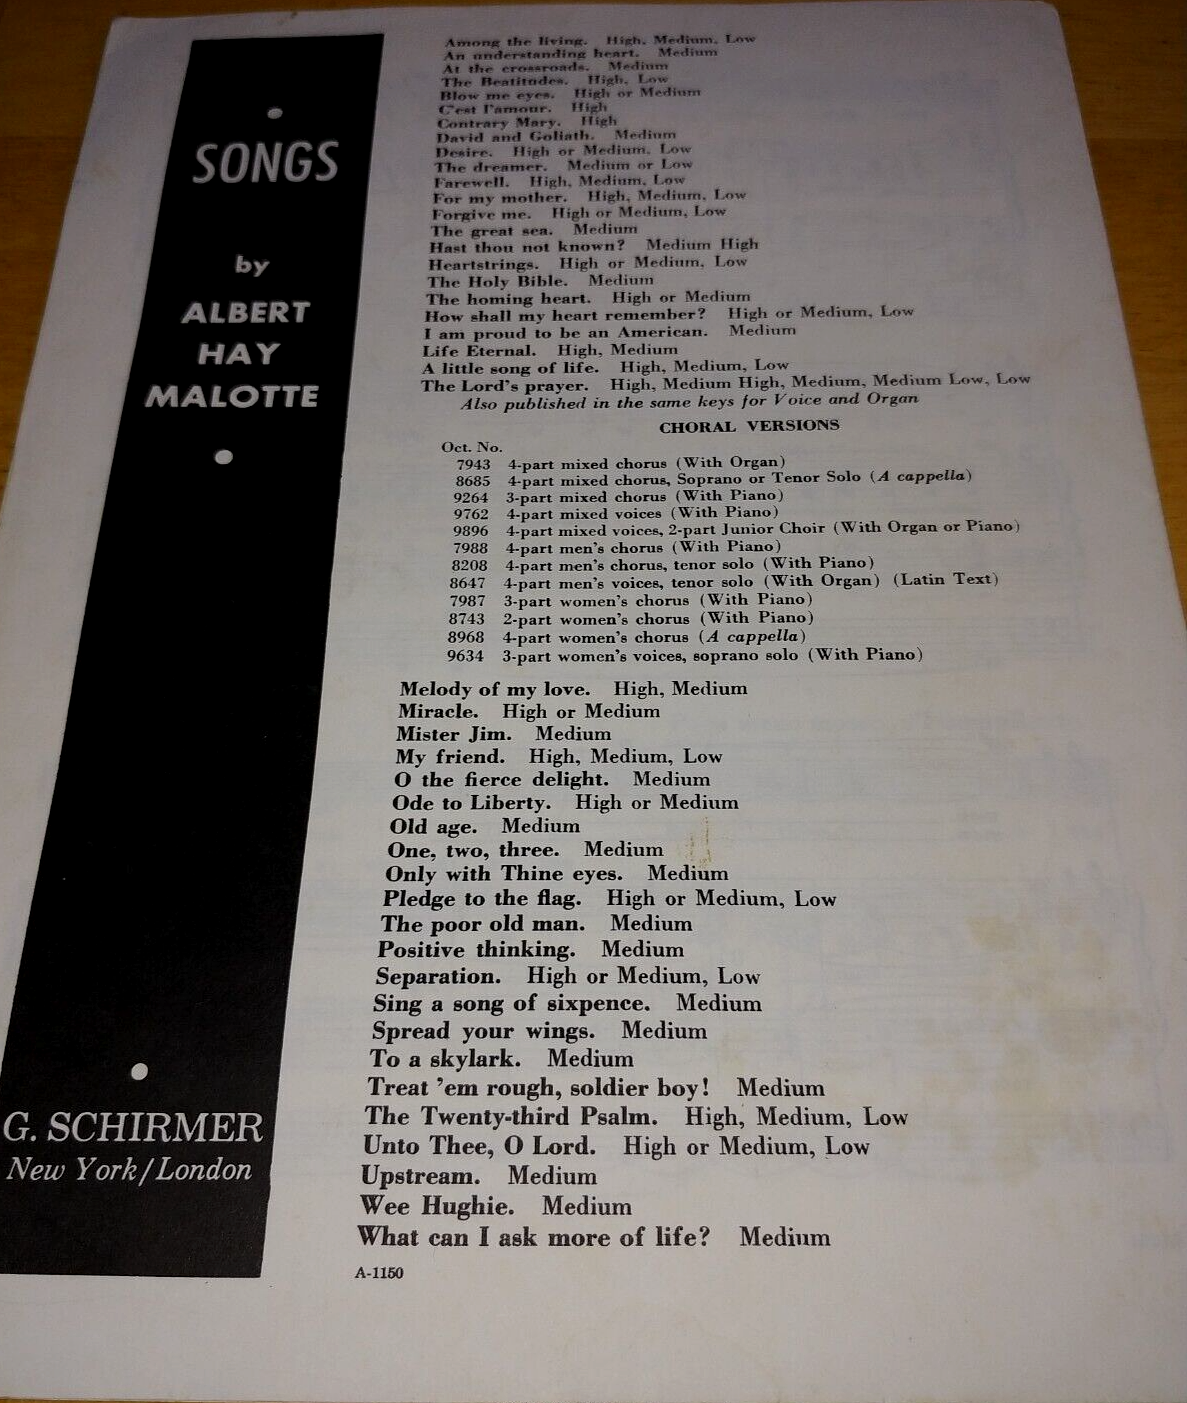 SONGS
by
ALBERT
HAY
MALOTTE
G. SCHIRMER
New York/London
Among the living. High, Medium, Low
An understanding heart. Medium
At the crossroads. Medium
The Beatitudes. High, Low
Blow me eyes. High or Medium
C'est l'amour. High
Contrary Mary. High
David and Goliath. Medium
Desire. High or Medium, Low
The dreamer. Medium or Low
Farewell. High, Medium, Low
For my mother. High, Medium, Low
Forgive me. High or Medium, Low
The great sea. Medium
Hast thou not known? Medium High
Heartstrings. High or Medium, Low
The Holy Bible. Medium
The homing heart. High or Medium
How shall my heart remember? High or Medium, Low
I am proud to be an American. Medium
Life Eternal. High, Medium
A little song of life. High, Medium, Low
The Lord's prayer. High, Medium High, Medium, Medium Low, Low
Also published in the same keys for Voice and Organ
CHORAL VERSIONS
Oct. No.
7943 4-part mixed chorus (With Organ)
8685 4-part mixed chorus, Soprano or Tenor Solo (A cappella)
9264 3-part mixed chorus (With Piano)
9762 4-part mixed voices (With Piano)
9896 4-part mixed voices, 2-part Junior Choir (With Organ or Piano)
7988 4-part men's chorus (With Piano)
8208 4-part men's chorus, tenor solo (With Piano)
8647 4-part men's voices, tenor solo (With Organ) (Latin Text)
7987 3-part women's chorus (With Piano)
8743 2-part women's chorus (With Piano)
8968 4-part women's chorus (A cappella)
9634 3-part women's voices, soprano solo (With Piano)
Melody of my love. High, Medium
Miracle. High or Medium
Mister Jim. Medium
My friend. High, Medium, Low
O the fierce delight. Medium
Ode to Liberty. High or Medium
Old age. Medium
One, two, three. Medium
Only with Thine eyes. Medium
Pledge to the flag. High or Medium, Low
The poor old man. Medium
Positive thinking. Medium
Separation. High or Medium, Low
Sing a song of sixpence. Medium
Spread your wings. Medium
To a skylark. Medium
Treat 'em rough, soldier boy! Medium
The Twenty-third Psalm. High, Medium, Low
Unto Thee, O Lord. High or Medium, Low
Upstream. Medium
Wee Hughie. Medium
What can I ask more of life? Medium
A-1150